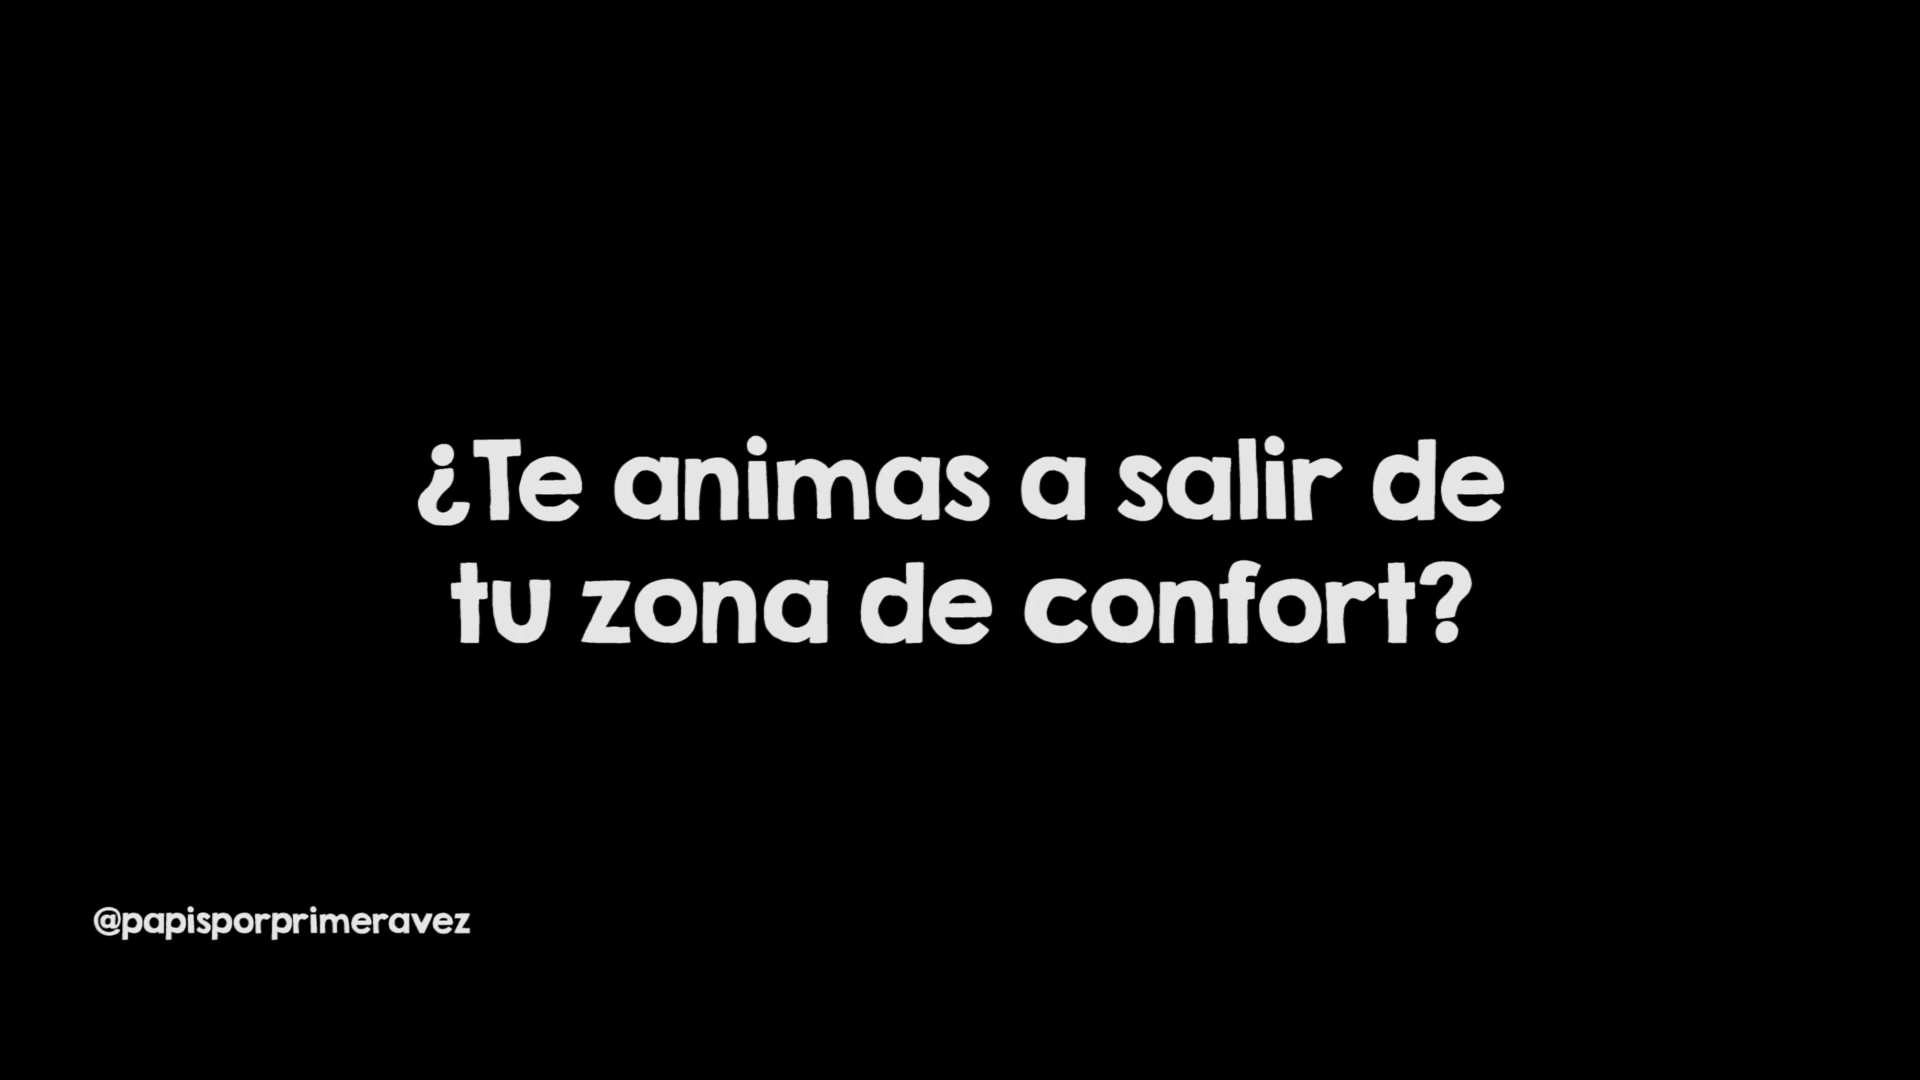 ¿Te animas a salir de
tu zona de confort?
@papisporprimeravez